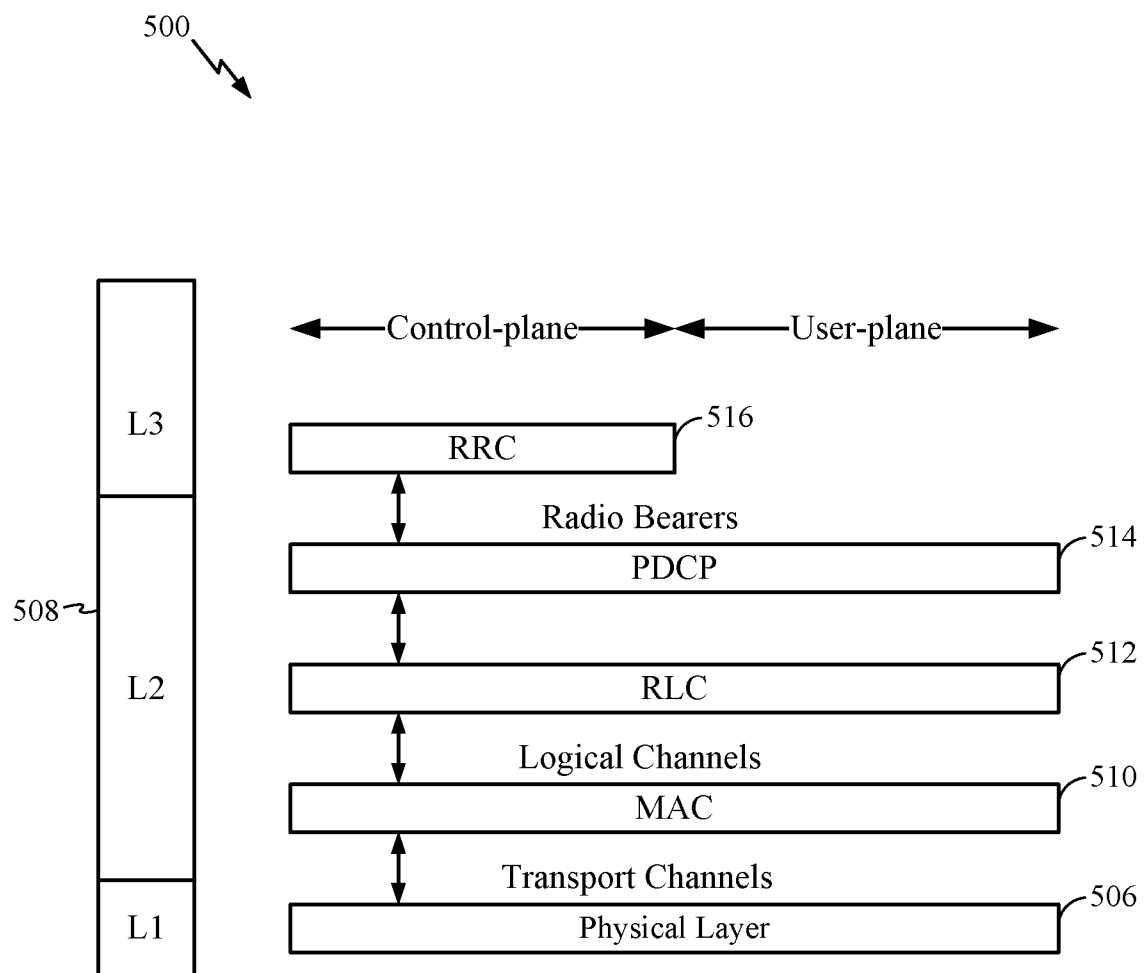 500
Control-plane
User-plane
L3
516
RRC
Radio Bearers
514
PDCP
508
L2
512
RLC
Logical Channels
510
MAC
Transport Channels
506
L1
Physical Layer